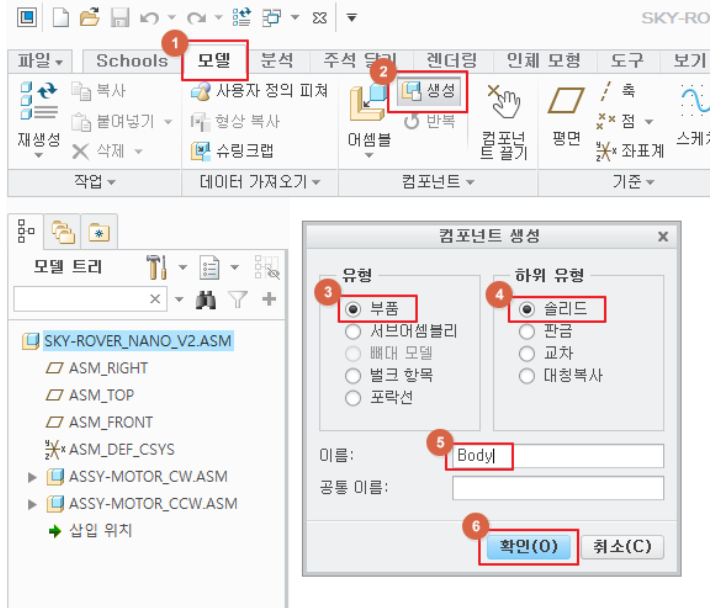 SKY-RO
1
파일 Schools 모델 분석 주석 달기 렌더링 인체 모형 도구 보기
2
복사 사용자 정의 피처 생성 축
재생성 붙여넣기 형상 복사 어셈블 반복 컴포넌트 끌기 평면 점 스케치
삭제 슈링크랩 좌표계
작업 데이터 가져오기 컴포넌트 기준
컴포넌트 생성 x
모델 트리
유형 하위 유형
3 4
부품 솔리드
서브어셈블리 판금
뼈대 모델 교차
벌크 항목 대칭복사
포락선
SKY-ROVER_NANO_V2.ASM
ASM_RIGHT
ASM_TOP
ASM_FRONT
ASM_DEF_CSYS
ASSY-MOTOR_CW.ASM
ASSY-MOTOR_CCW.ASM
삽입 위치
5
이름: Body
공통 이름:
6
확인(O) 취소(C)